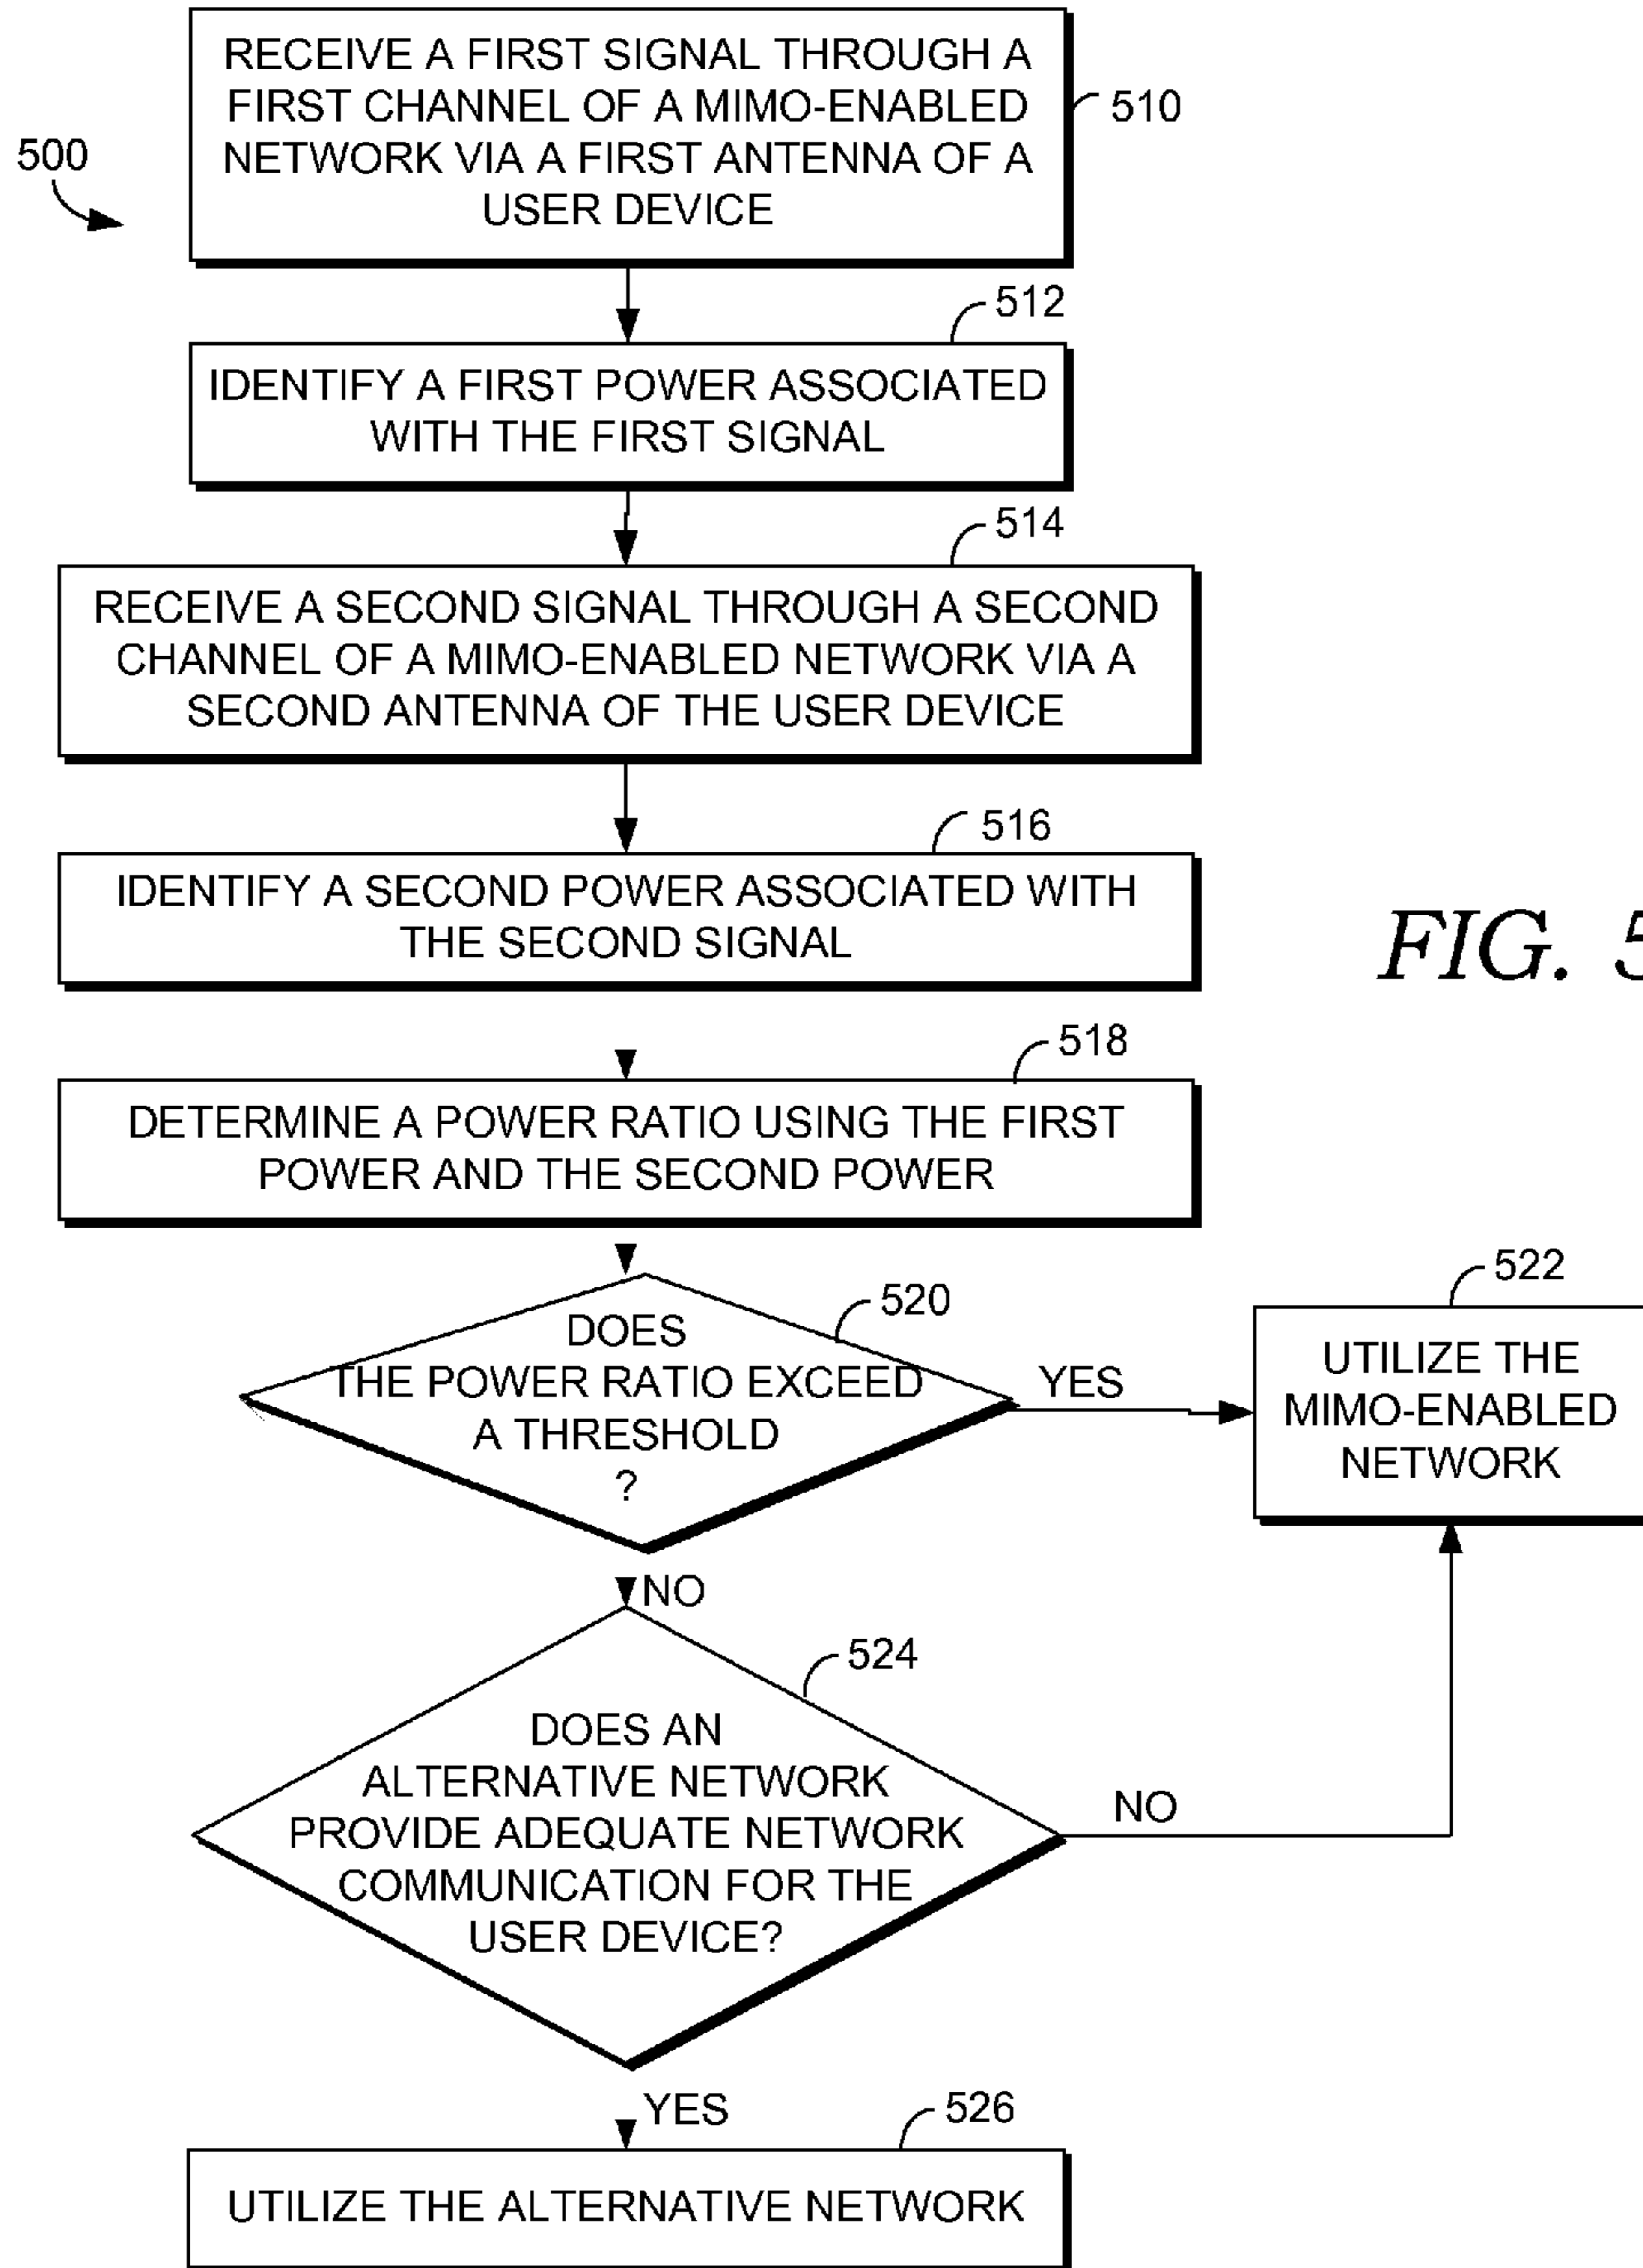 RECEIVE A FIRST SIGNAL THROUGH A
FIRST CHANNEL OF A MIMO-ENABLED
NETWORK VIA A FIRST ANTENNA OF A
USER DEVICE
510
500
512
IDENTIFY A FIRST POWER ASSOCIATED
WITH THE FIRST SIGNAL
514
RECEIVE A SECOND SIGNAL THROUGH A SECOND
CHANNEL OF A MIMO-ENABLED NETWORK VIA A
SECOND ANTENNA OF THE USER DEVICE
516
IDENTIFY A SECOND POWER ASSOCIATED WITH
THE SECOND SIGNAL
FIG. 5
518
DETERMINE A POWER RATIO USING THE FIRST
POWER AND THE SECOND POWER
520
DOES
THE POWER RATIO EXCEED
A THRESHOLD
?
YES
522
UTILIZE THE
MIMO-ENABLED
NETWORK
NO
524
DOES AN
ALTERNATIVE NETWORK
PROVIDE ADEQUATE NETWORK
COMMUNICATION FOR THE
USER DEVICE?
NO
YES
526
UTILIZE THE ALTERNATIVE NETWORK